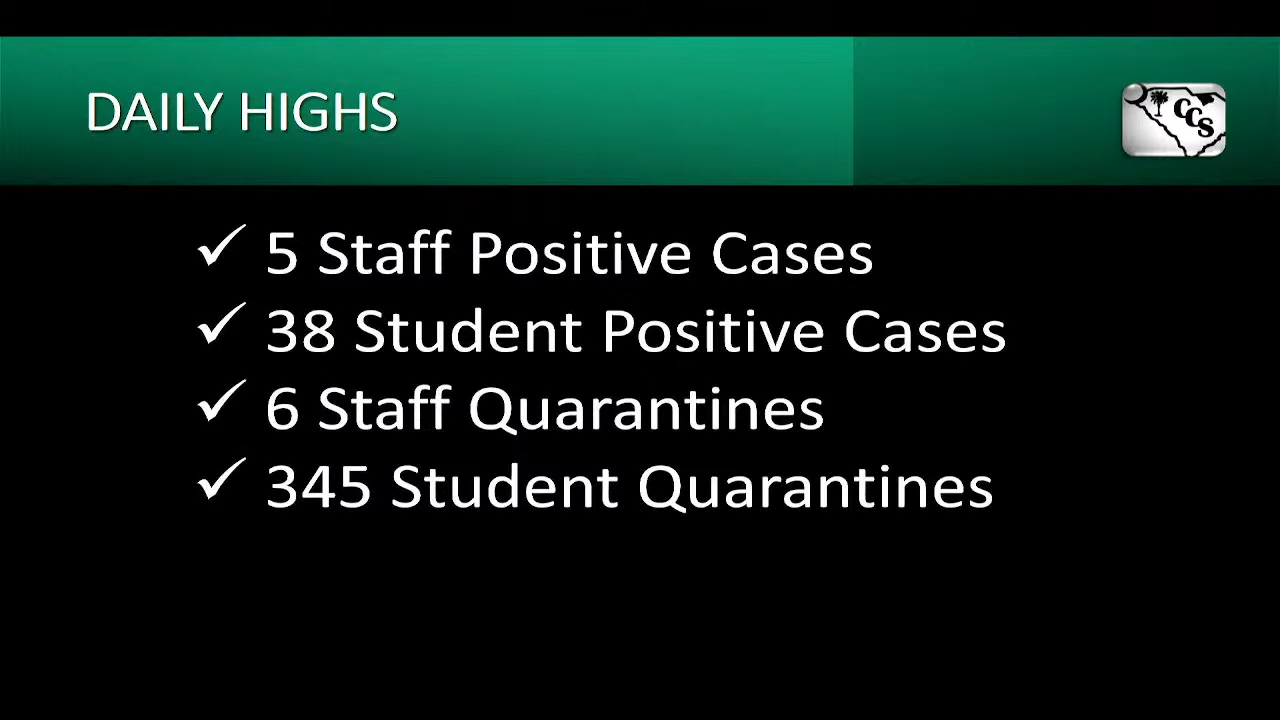 DAILY HIGHS
CCS
✓ 5 Staff Positive Cases
✓ 38 Student Positive Cases
✓ 6 Staff Quarantines
✓ 345 Student Quarantines